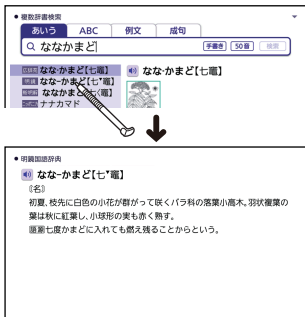 複数辞書検索
あいう ABC 例文 成句
ななかまど 手書き 50音 検索
なな‐かまど【七竈】
なな‐かまど【七竈】
ななかまど【七竈】
ナナカマド
なな‐かまど【七竈】
明鏡国語辞典
なな‐かまど【七竈】
《名》
初夏、枝先に白色の小花が群がって咲くバラ科の落葉小高木。羽状複葉の
葉は秋に紅葉し、小球形の実も赤く熟す。
語源七度かまどに入れても燃え残ることからという。